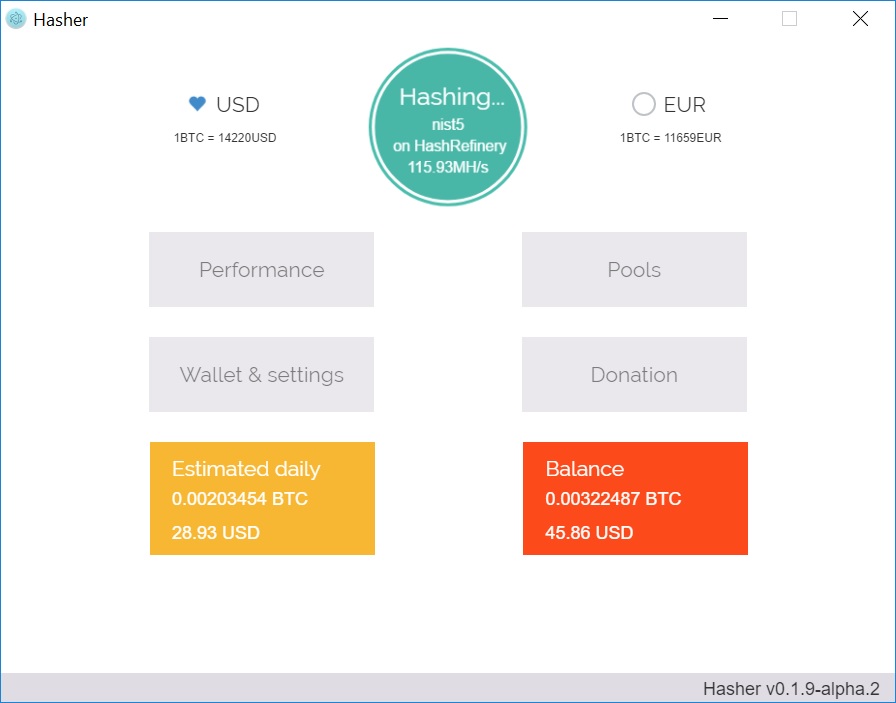 Hasher
USD
1BTC = 14220USD
Hashing...
nist5
on HashRefinery
115.93MH/s
EUR
1BTC = 11659EUR
Performance
Pools
Wallet & settings
Donation
Estimated daily
0.00203454 BTC
28.93 USD
Balance
0.00322487 BTC
45.86 USD
Hasher v0.1.9-alpha.2